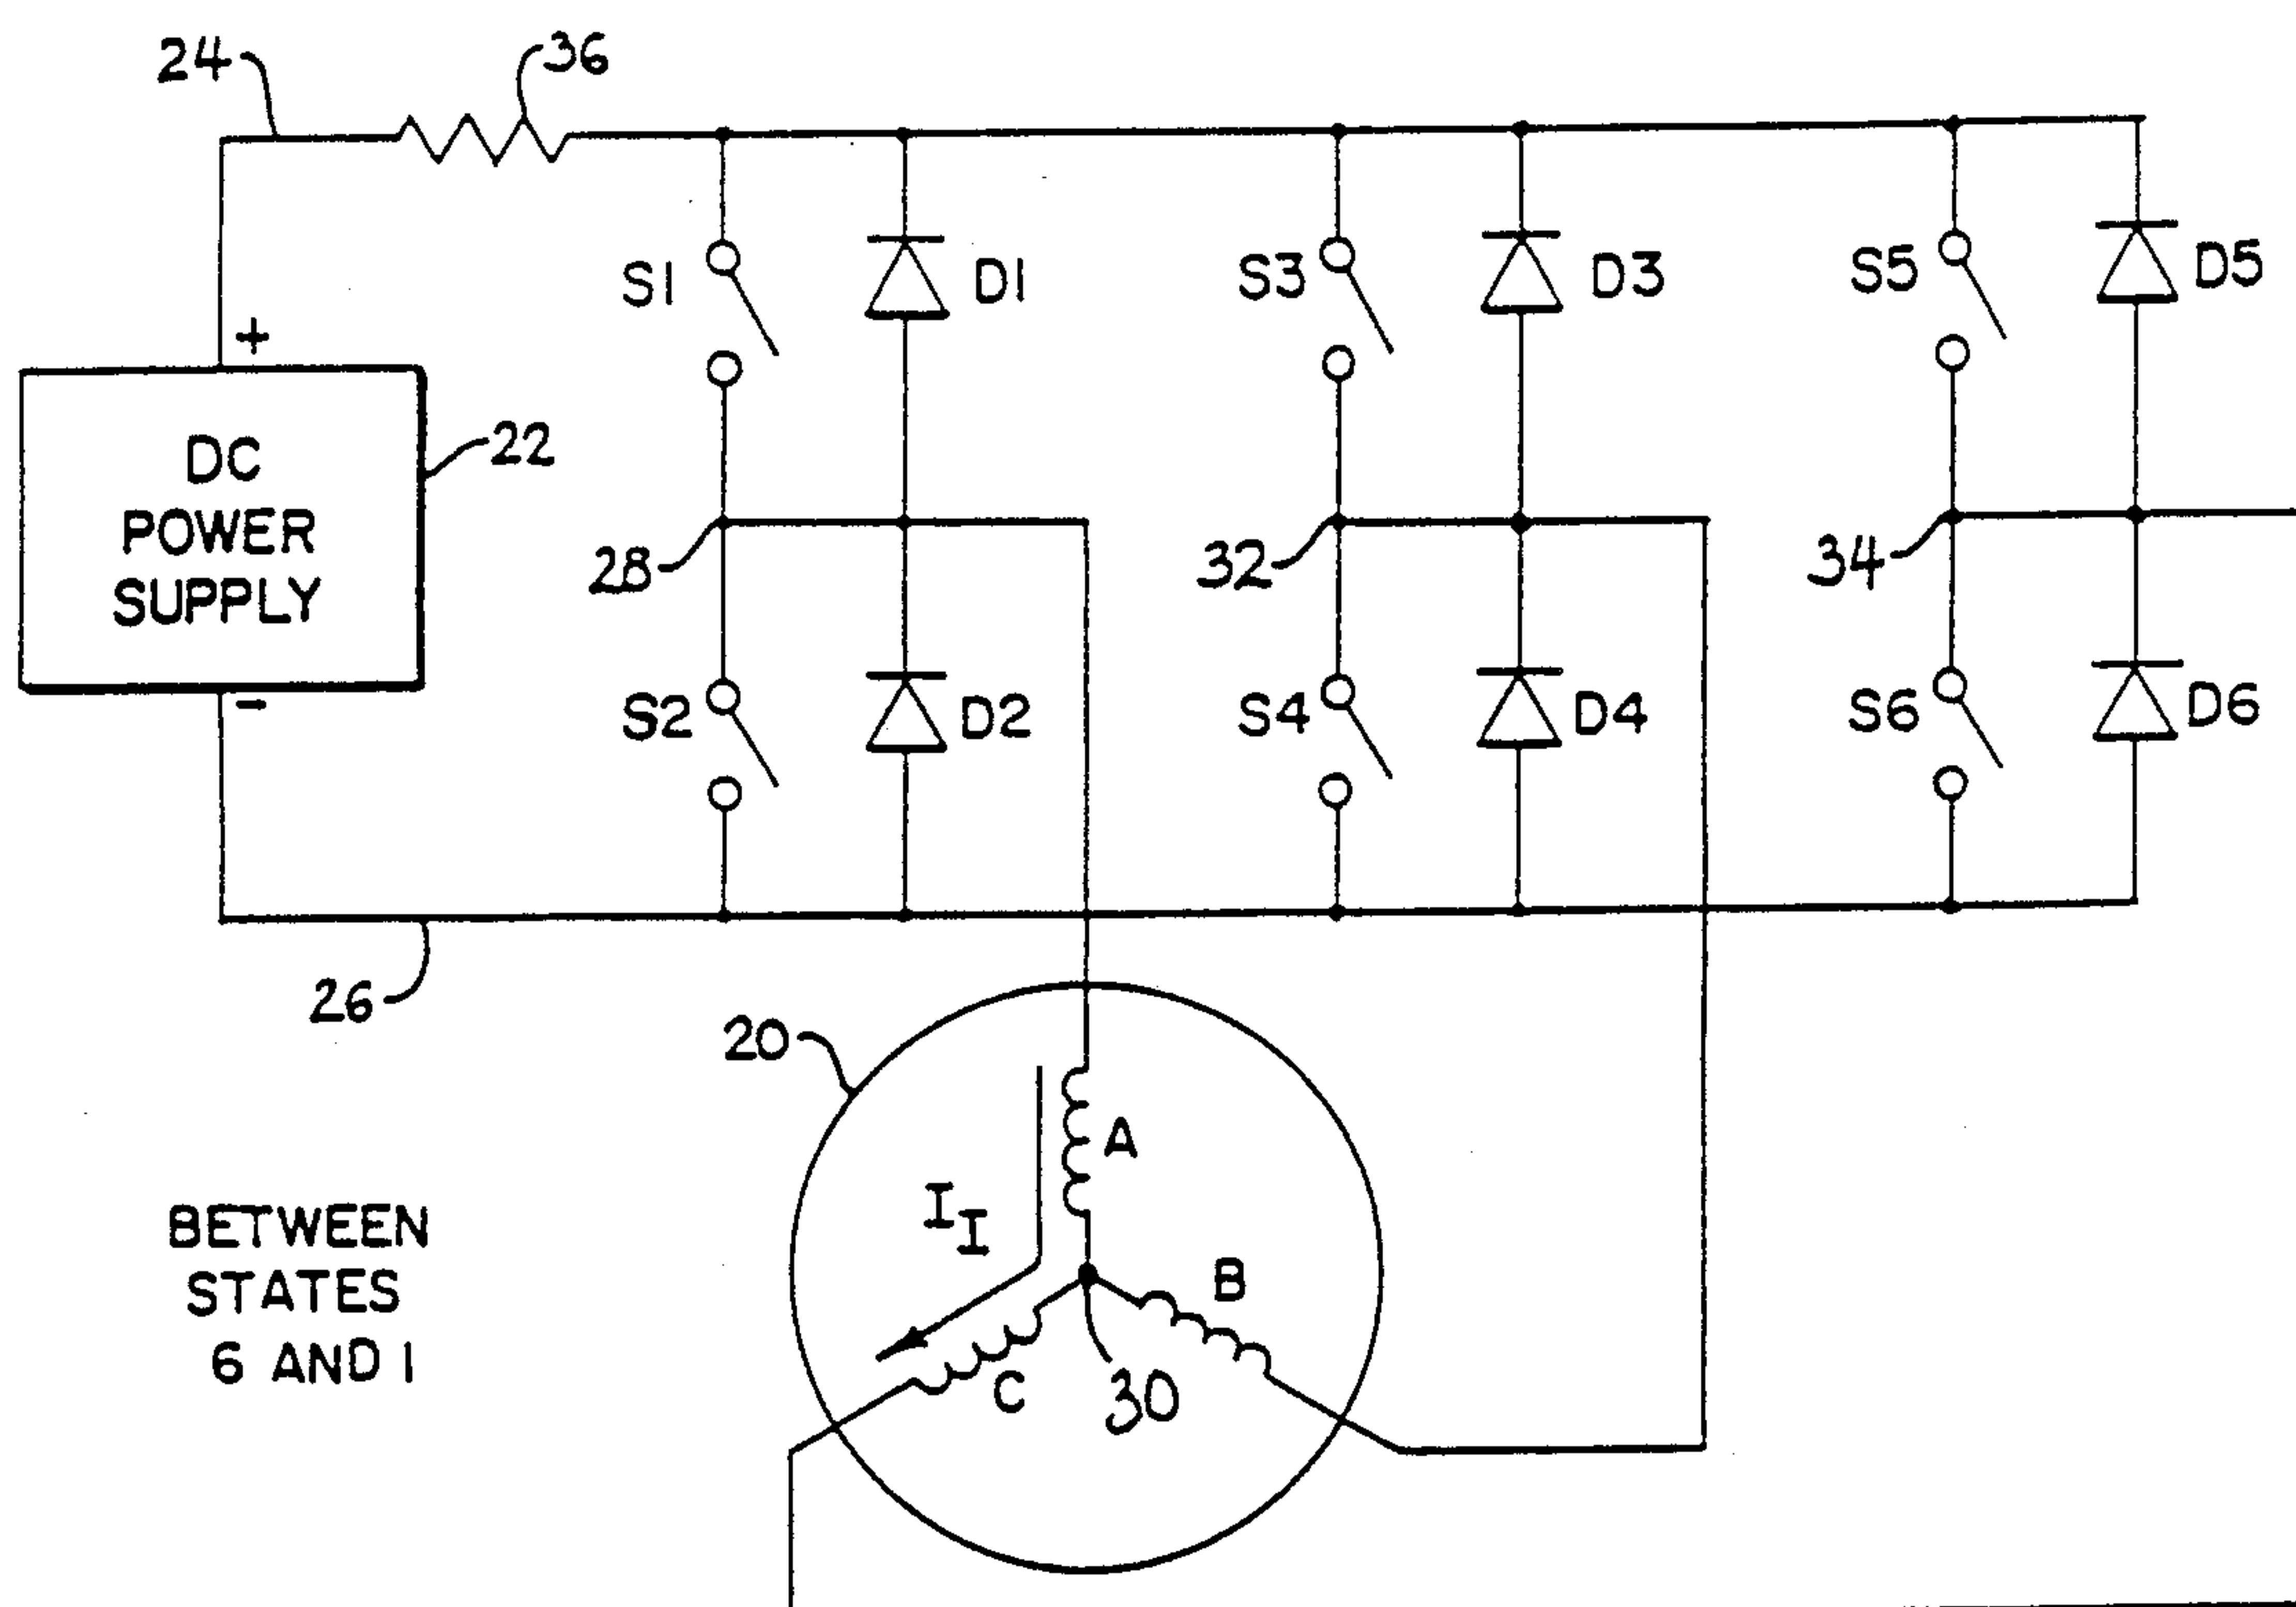 24
36
+
DC
POWER
SUPPLY
-
22
S1
D1
S3
D3
S5
D5
28
32
34
S2
D2
S4
D4
S6
D6
26
20
A
I I
B
C
30
BETWEEN
STATES
6 AND 1